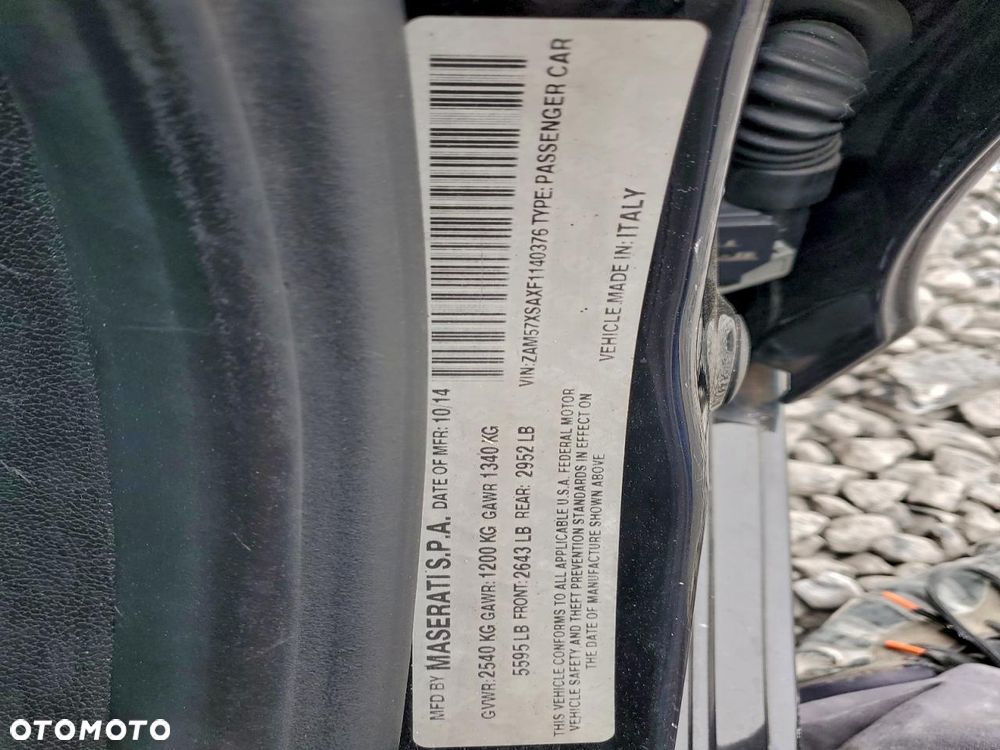 MFD BY MASERATI S.P.A. DATE OF MFR: 10/14
GVWR: 2540 KG GAWR: 1200 KG GAWR 1340 KG
5595 LB FRONT: 2643 LB REAR: 2952 LB
VIN: ZAM57XSAXF1140376 TYPE: PASSENGER CAR
THIS VEHICLE CONFORMS TO ALL APPLICABLE U.S.A. FEDERAL MOTOR
VEHICLE SAFETY AND THEFT PREVENTION STANDARDS IN EFFECT ON
THE DATE OF MANUFACTURE SHOWN ABOVE
VEHICLE MADE IN: ITALY
OTOMOTO